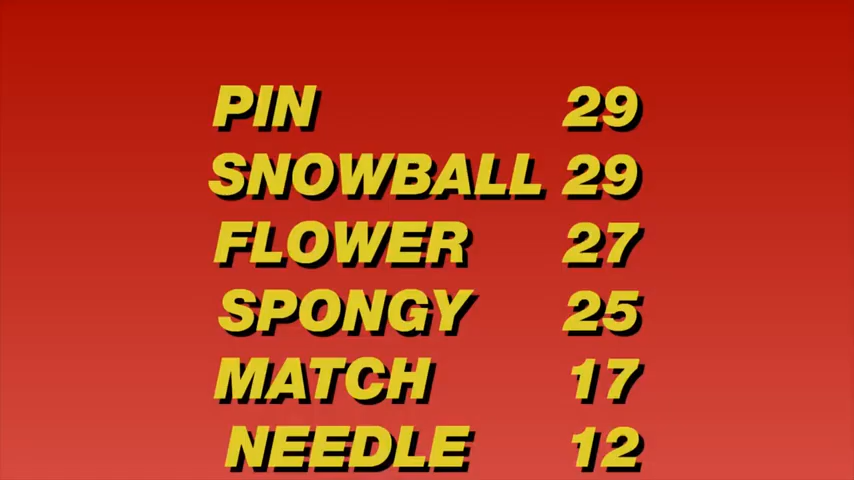 PIN 29
SNOWBALL 29
FLOWER 27
SPONGY 25
MATCH 17
NEEDLE 12